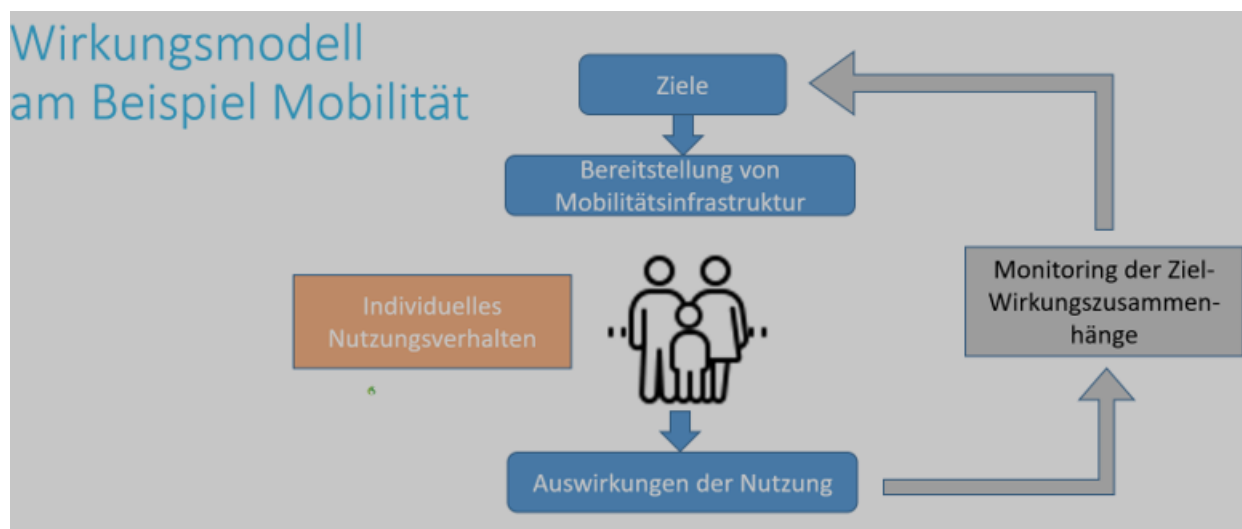 Wirkungsmodell
am Beispiel Mobilität
Ziele
Bereitstellung von
Mobilitätsinfrastruktur
Individuelles
Nutzungsverhalten
Monitoring der Ziel-
Wirkungszusammen-
hänge
Auswirkungen der Nutzung